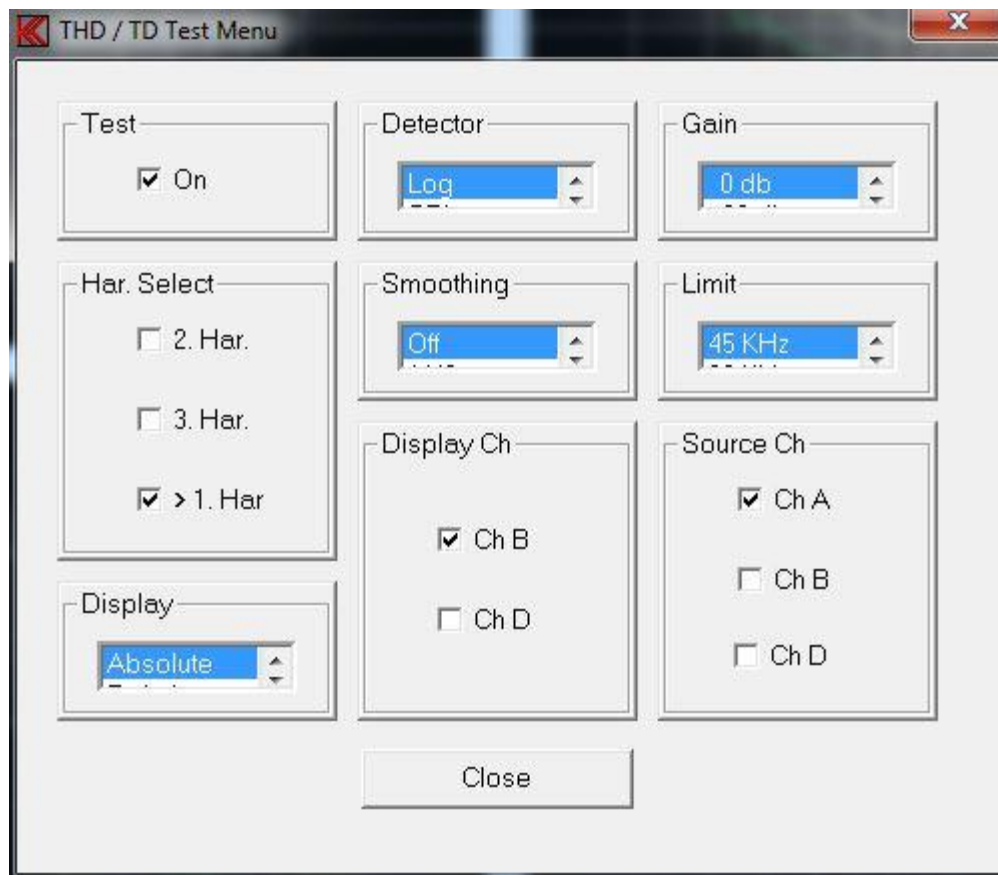 THD / TD Test Menu
Test
On
Detector
Log
Gain
0 db
Har. Select
2. Har.
3. Har.
> 1. Har
Smoothing
Off
Limit
45 KHz
Display Ch
Ch B
Ch D
Source Ch
Ch A
Ch B
Ch D
Display
Absolute
Close